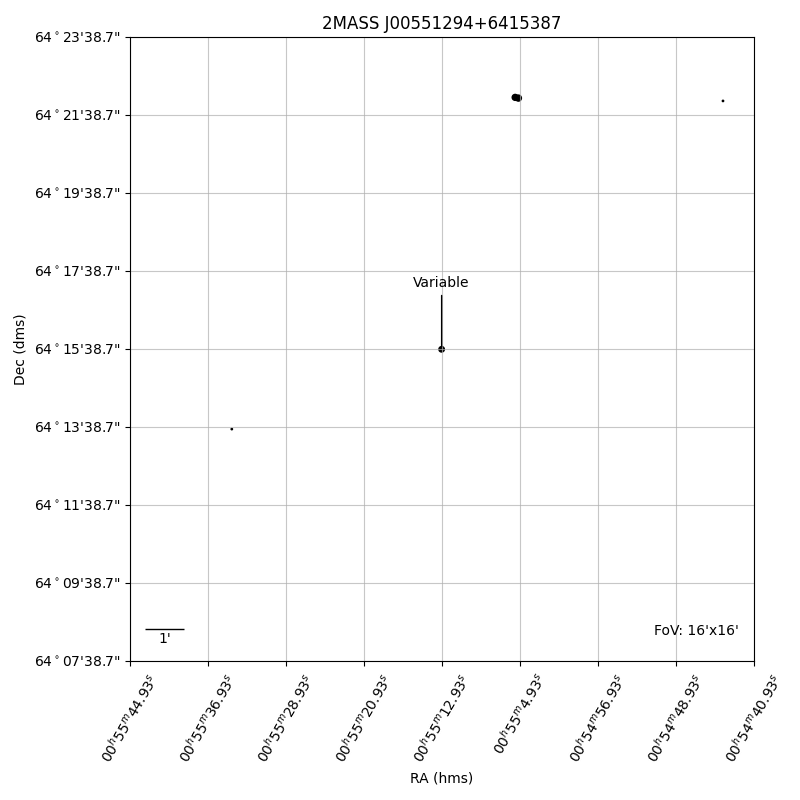 2MASS J00551294+6415387
64°23'38.7"
64°21'38.7"
64°19'38.7"
64°17'38.7"
Variable
64°15'38.7"
64°13'38.7"
64°11'38.7"
64°09'38.7"
64°07'38.7"
Dec (dms)
1'
FoV: 16'x16'
00ʰ55ᵐ44.93ˢ
00ʰ55ᵐ36.93ˢ
00ʰ55ᵐ28.93ˢ
00ʰ55ᵐ20.93ˢ
00ʰ55ᵐ12.93ˢ
00ʰ55ᵐ4.93ˢ
00ʰ54ᵐ56.93ˢ
00ʰ54ᵐ48.93ˢ
00ʰ54ᵐ40.93ˢ
RA (hms)